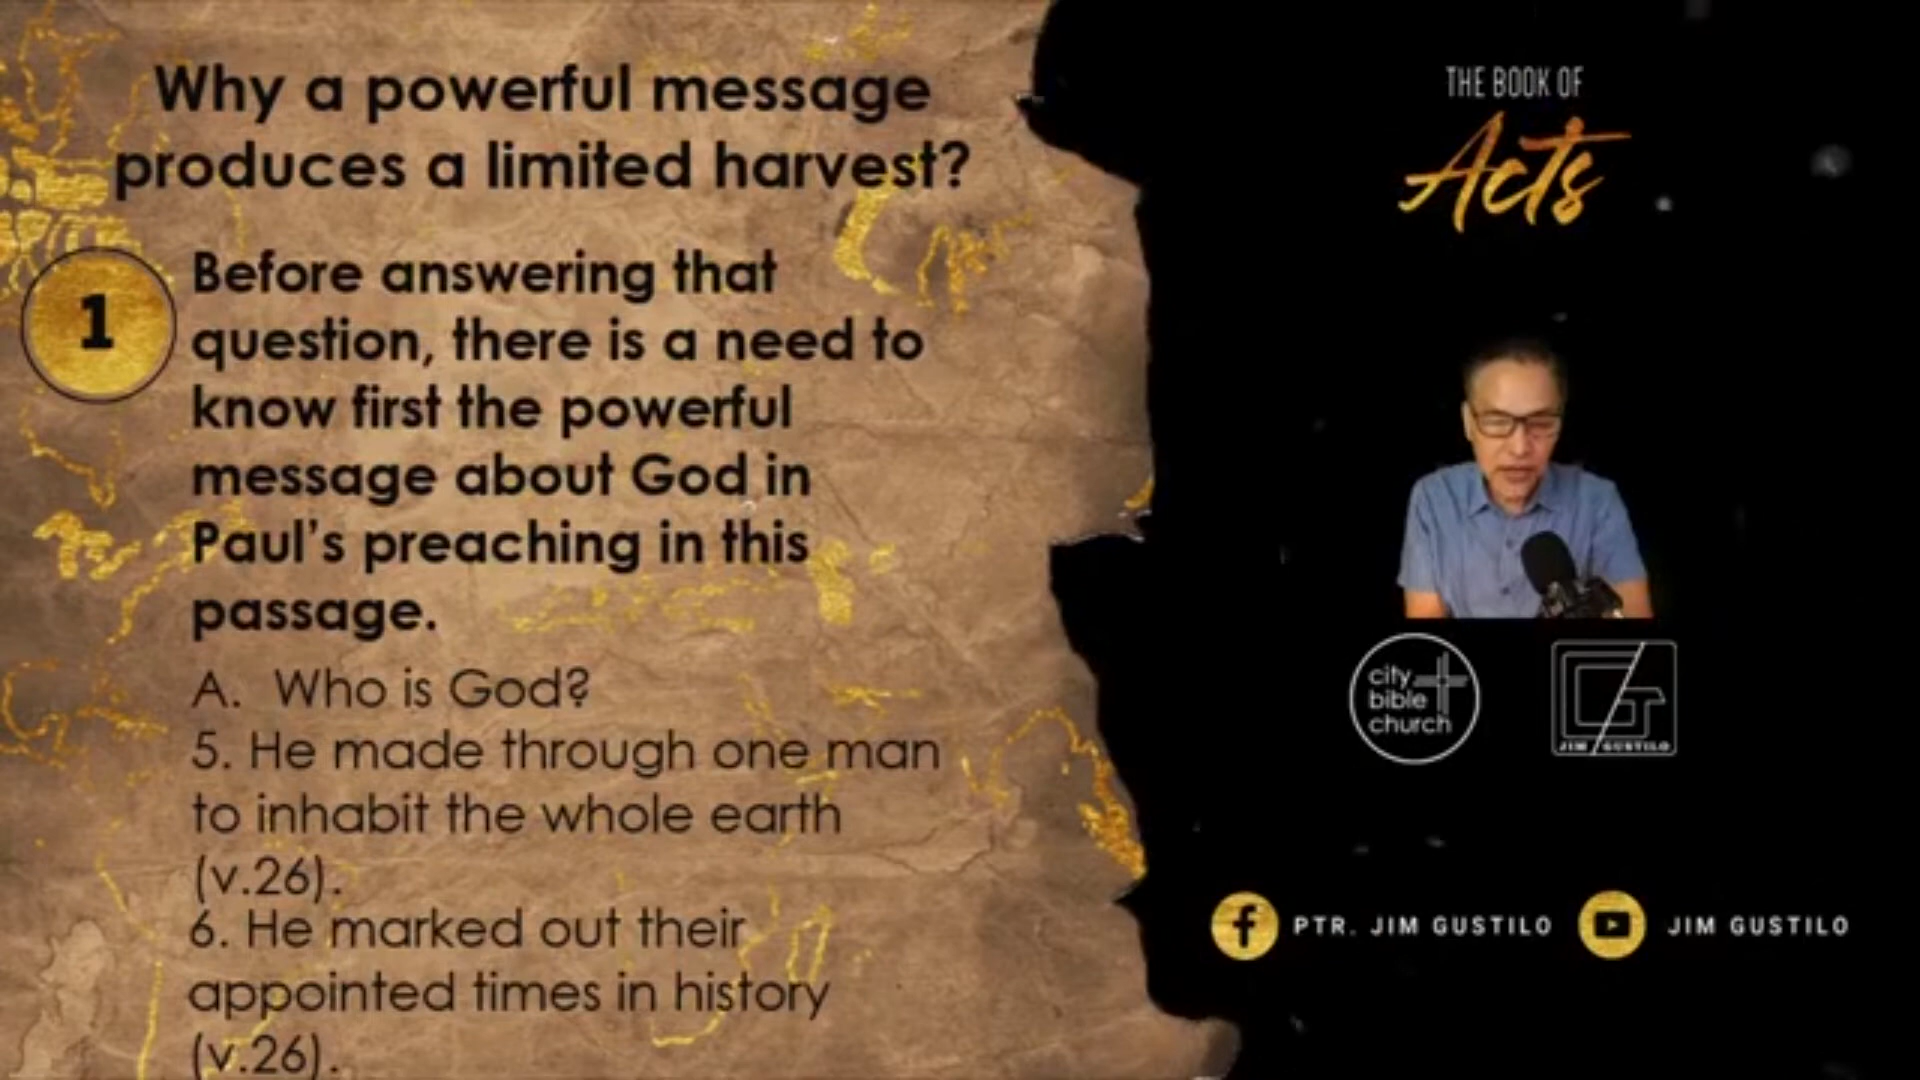 Why a powerful message
produces a limited harvest?
1
Before answering that
question, there is a need to
know first the powerful
message about God in
Paul's preaching in this
passage.
A. Who is God?
5. He made through one man
to inhabit the whole earth
(v.26).
6. He marked out their
appointed times in history
(v.26).
THE BOOK OF
Acts
city
bible
church
JIM GUSTILO
PTR. JIM GUSTILO
JIM GUSTILO